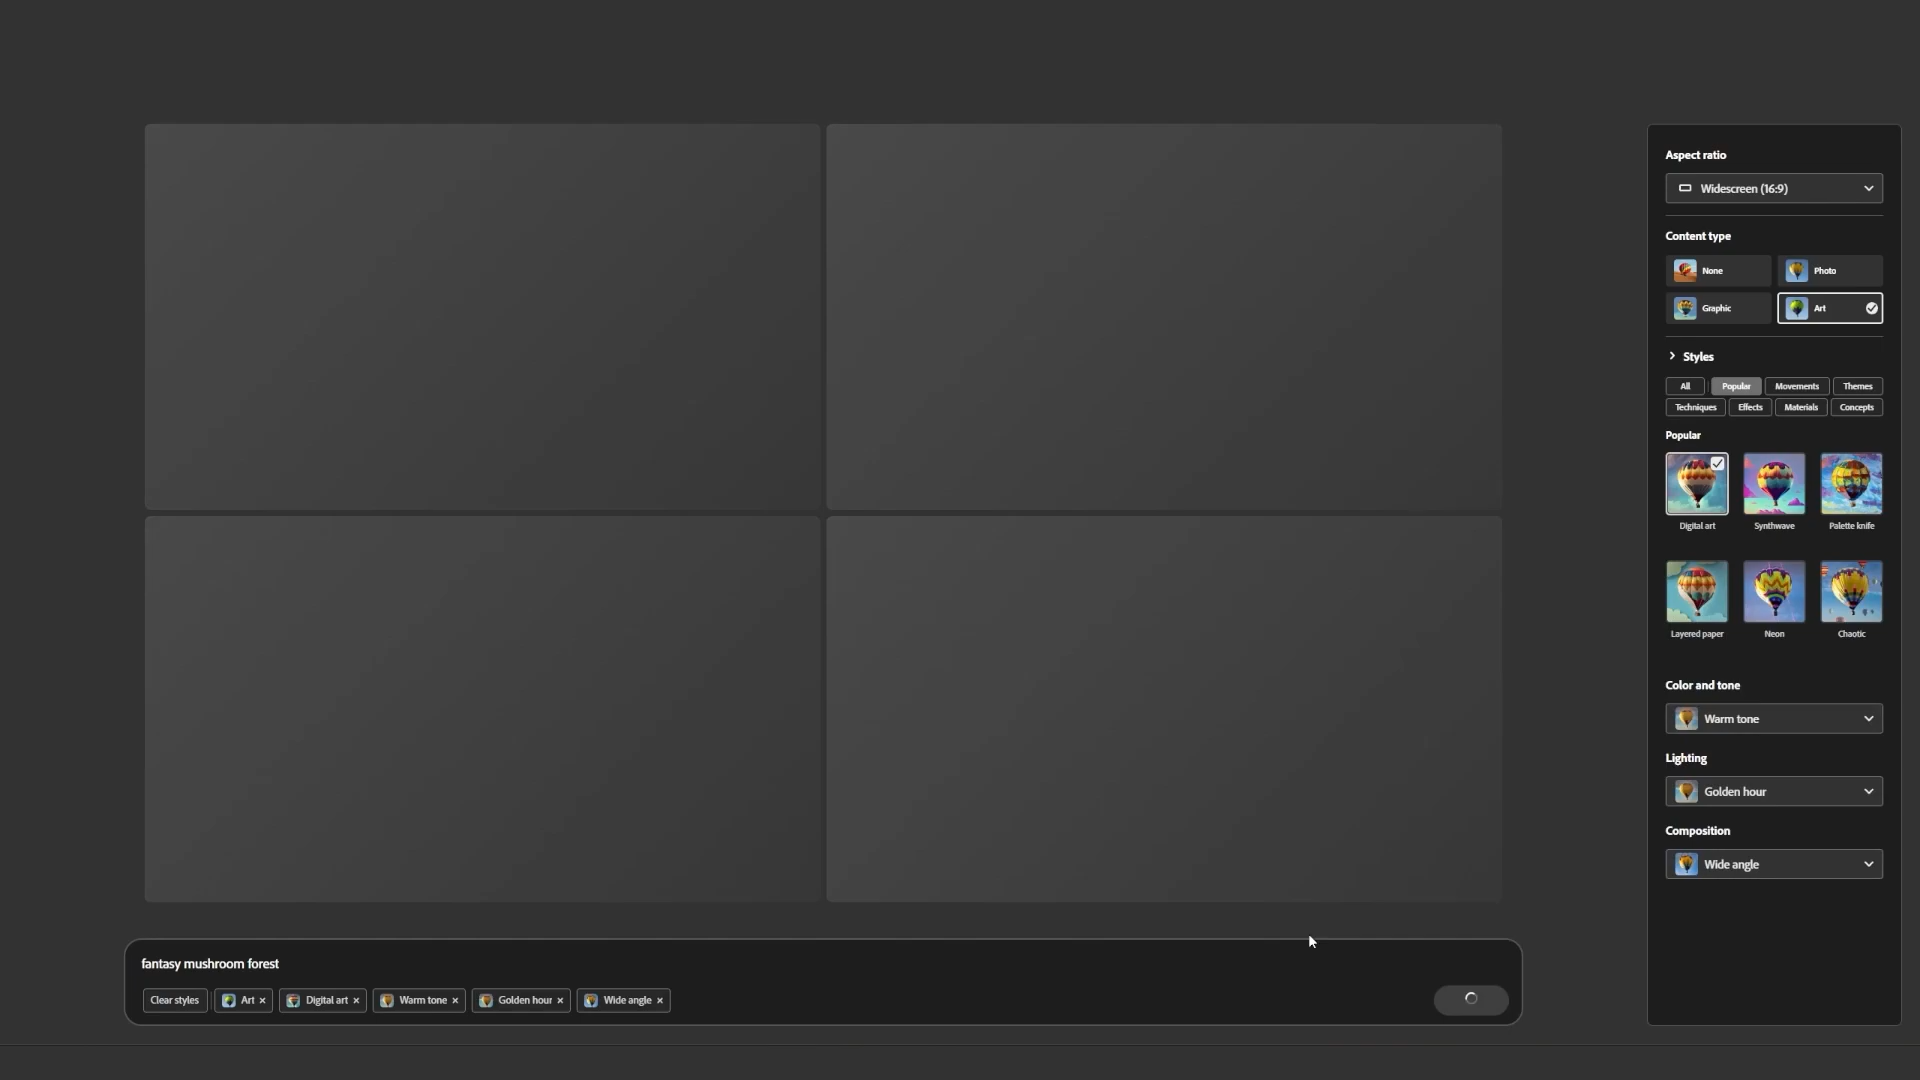 Aspect ratio
Widescreen (16:9)
Content type
None
Photo
Graphic
Art
Styles
All
Popular
Movements
Themes
Techniques
Effects
Materials
Concepts
Popular
Digital art
Synthwave
Palette knife
Layered paper
Neon
Chaotic
Color and tone
Warm tone
Lighting
Golden hour
Composition
Wide angle
fantasy mushroom forest
Clear styles
Art ×
Digital art ×
Warm tone ×
Golden hour ×
Wide angle ×